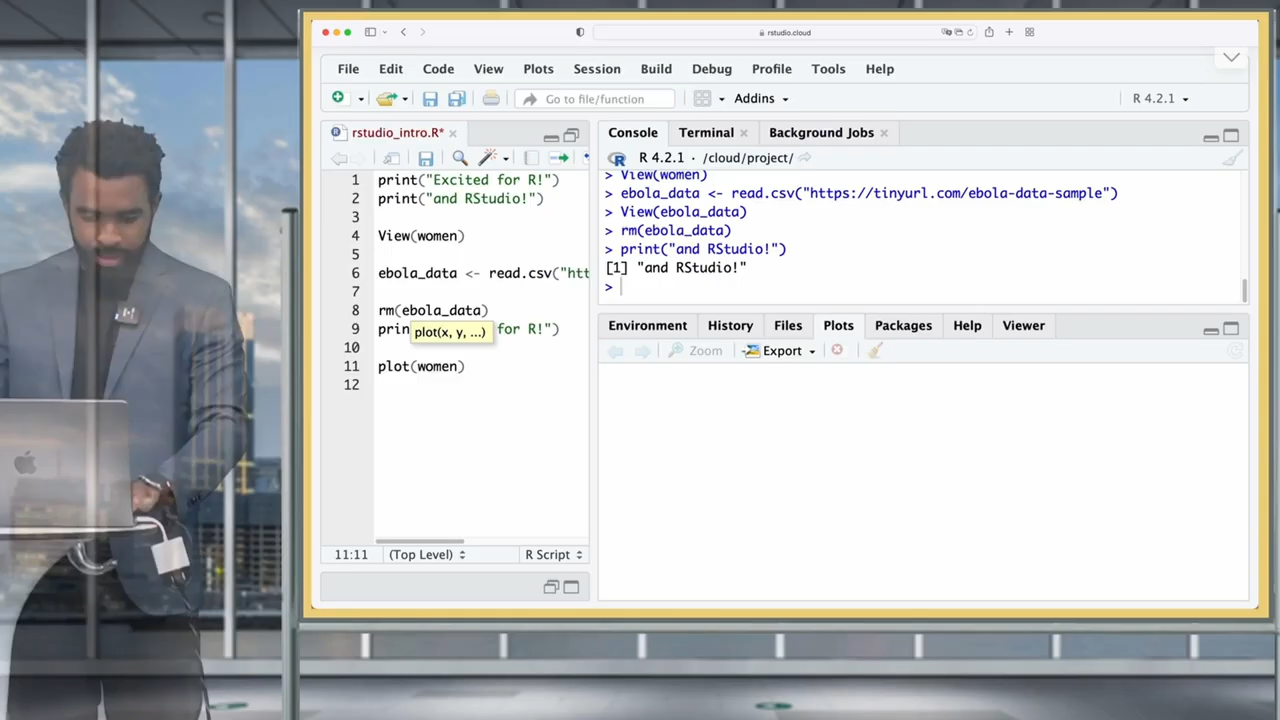 rstudio.cloud
File Edit Code View Plots Session Build Debug Profile Tools Help
Go to file/function Addins R 4.2.1
rstudio_intro.R*
1 print("Excited for R!")
2 print("and RStudio!")
3
4 View(women)
5
6 ebola_data <- read.csv("htt
7
8 rm(ebola_data)
9 prin for R!")
plot(x, y, ...)
10
11 plot(women)
12
11:11 (Top Level) R Script
Console Terminal Background Jobs
R 4.2.1 · /cloud/project/
> View(women)
> ebola_data <- read.csv("https://tinyurl.com/ebola-data-sample")
> View(ebola_data)
> rm(ebola_data)
> print("and RStudio!")
[1] "and RStudio!"
>
Environment History Files Plots Packages Help Viewer
Zoom Export